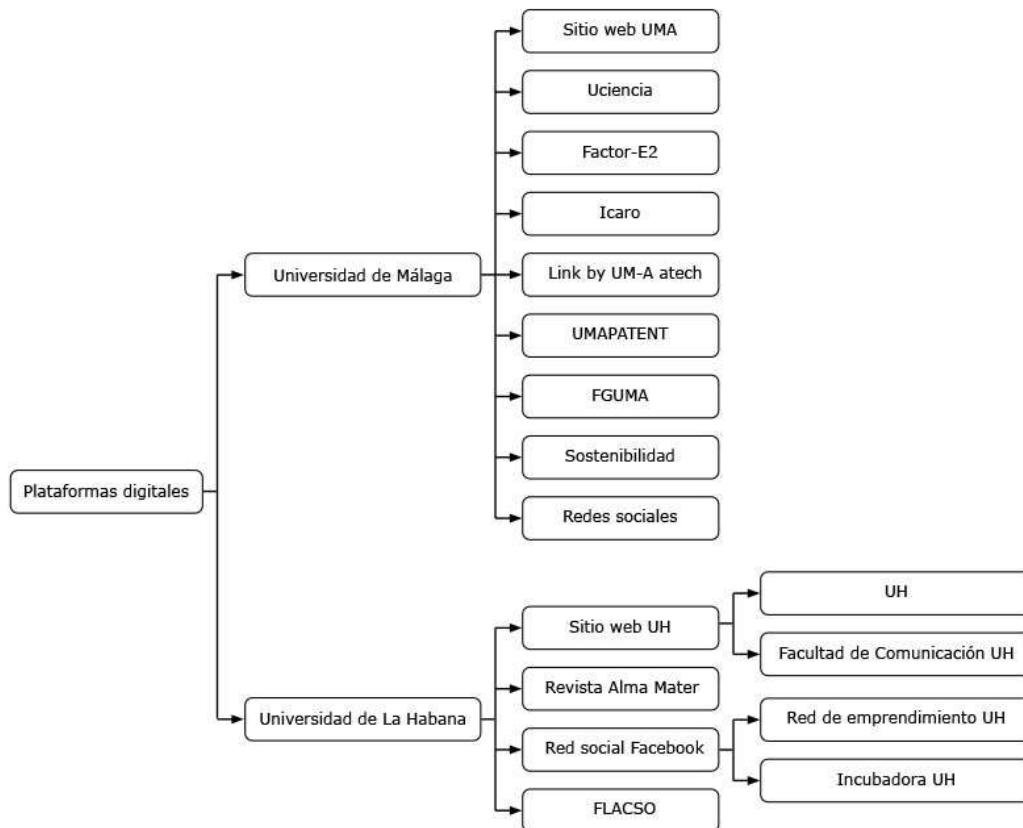 Plataformas digitales
Universidad de Málaga
Sitio web UMA
Uciencia
Factor-E2
Icaro
Link by UM-A atech
UMAPATENT
FGUMA
Sostenibilidad
Redes sociales
Universidad de La Habana
Sitio web UH
UH
Facultad de Comunicación UH
Revista Alma Mater
Red social Facebook
Red de emprendimiento UH
Incubadora UH
FLACSO